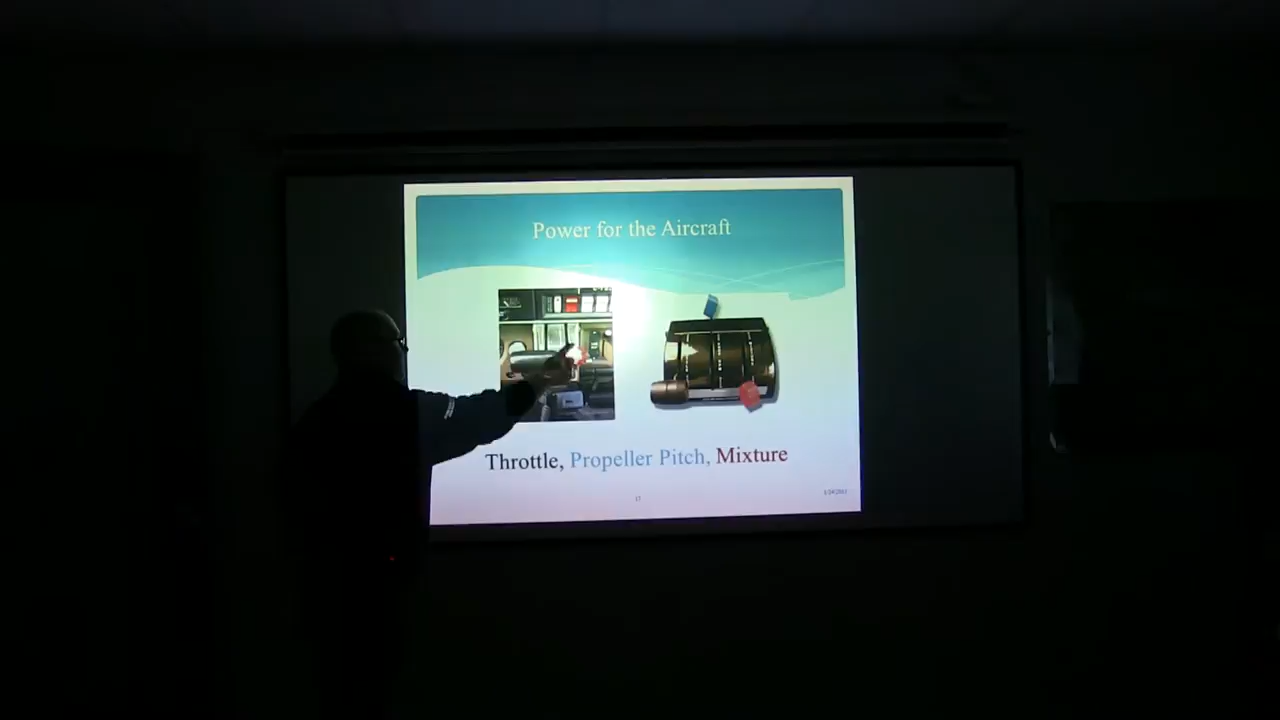 Power for the Aircraft
Throttle, Propeller Pitch, Mixture